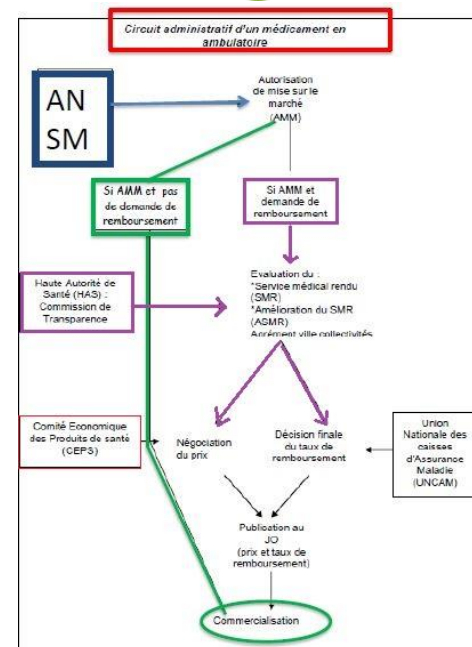 Circuit administratif d'un médicament en
ambulatoire
AN
SM
Autorisation
de mise sur le
marché
(AMM)
Si AMM et pas
de demande de
remboursement
Si AMM et
demande de
remboursement
Haute Autorité de
Santé (HAS) :
Commission de
Transparence
Evaluation du :
*Service médical rendu
(SMR)
*Amélioration du SMR
(ASMR)
Agrément ville collectivités
Comité Economique
des Produits de santé
(CEPS)
Négociation
du prix
Décision finale
du taux de
remboursement
Union
Nationale des
caisses
d'Assurance
Maladie
(UNCAM)
Publication au
JO
(prix et taux de
remboursement)
Commercialisation